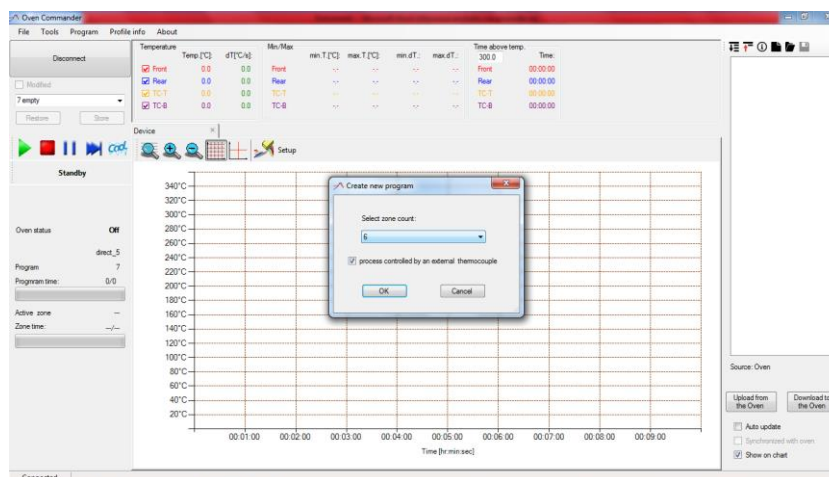 Oven Commander
File Tools Program Profile info About
Disconnect
Modified
7 empty
Restore Store
Standby
Oven status Off
direct_5
Program 7
Progrram time: 0/0
Active zone --
Zone time: --/--
Temperature
Temp.[°C]: dT[°C/s]:
Front 0.0 0.0
Rear 0.0 0.0
TC-T 0.0 0.0
TC-B 0.0 0.0
Min/Max
min.T.[°C]: max.T.[°C]: min.dT.: max.dT.:
Front -.- -.- -.- -.-
Rear -.- -.- -.- -.-
TC-T -.- -.- -.- -.-
TC-B -.- -.- -.- -.-
Time above temp.
300.0 Time:
Front 00:00:00
Rear 00:00:00
TC-T 00:00:00
TC-B 00:00:00
Device
Setup
340°C
320°C
300°C
280°C
260°C
240°C
220°C
200°C
180°C
160°C
140°C
120°C
100°C
80°C
60°C
40°C
20°C
00:01:00 00:02:00 00:03:00 00:04:00 00:05:00 00:06:00 00:07:00 00:08:00 00:09:00
Time [hr:min:sec]
Create new program
Select zone count:
6
process controlled by an external thermocouple
OK Cancel
Source: Oven
Upload from
the Oven
Download to
the Oven
Auto update
Synchronized with oven
Show on chart
Connected